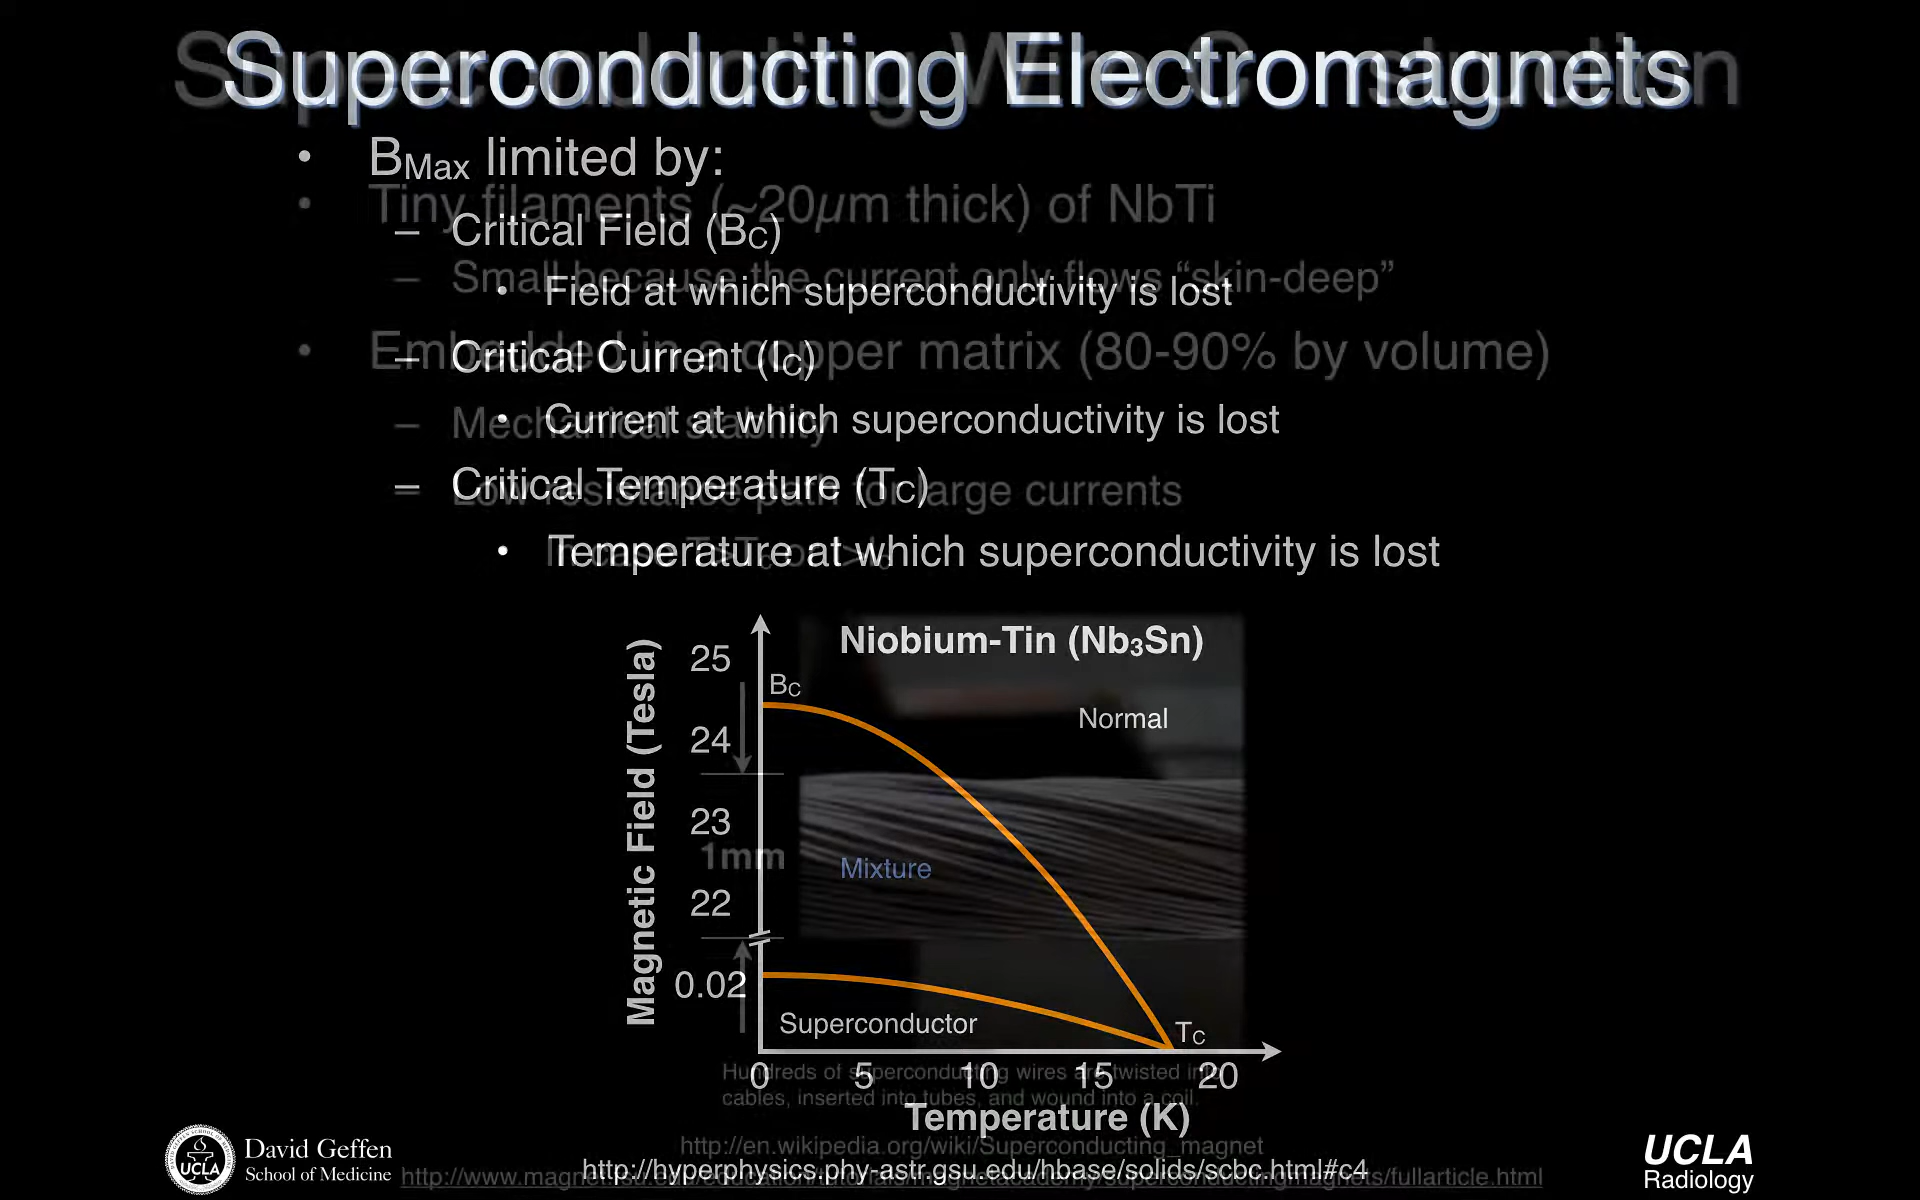 Superconducting Electromagnets
• BMax limited by:
• Tiny filaments (~20μm thick) of NbTi
– Critical Field (BC)
– Small because the current only flows “skin-deep”
• Field at which superconductivity is lost
• Embedded in a copper matrix (80-90% by volume)
– Critical Current (IC)
• Current at which superconductivity is lost
– Mechanical stability
– Critical Temperature (TC)
– Low resistance path for large currents
• Temperature at which superconductivity is lost
Niobium-Tin (Nb3Sn)
Magnetic Field (Tesla)
25
BC
Normal
24
23
1mm
Mixture
22
0.02
Superconductor
TC
0 5 10 15 20
Hundreds of superconducting wires are twisted into
cables, inserted into tubes, and wound into a coil.
Temperature (K)
http://en.wikipedia.org/wiki/Superconducting_magnet
http://hyperphysics.phy-astr.gsu.edu/hbase/solids/scbc.html#c4
UCLA
David Geffen
School of Medicine
UCLA
Radiology